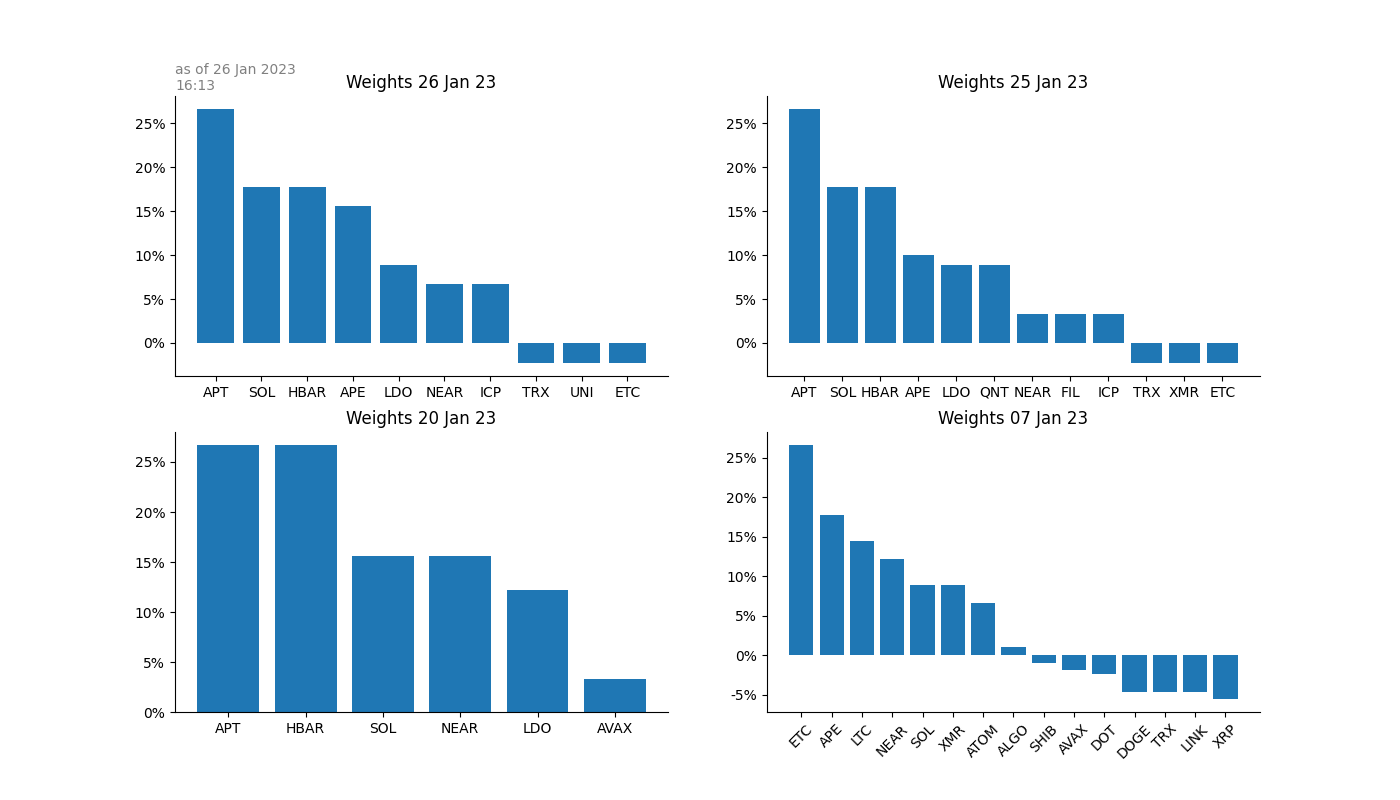 as of 26 Jan 2023
16:13
Weights 26 Jan 23
25%
20%
15%
10%
5%
0%
APT SOL HBAR APE LDO NEAR ICP TRX UNI ETC
Weights 25 Jan 23
25%
20%
15%
10%
5%
0%
APT SOL HBAR APE LDO QNT NEAR FIL ICP TRX XMR ETC
Weights 20 Jan 23
25%
20%
15%
10%
5%
0%
APT HBAR SOL NEAR LDO AVAX
Weights 07 Jan 23
25%
20%
15%
10%
5%
0%
-5%
ETC APE LTC NEAR SOL XMR ATOM ALGO SHIB AVAX DOT DOGE TRX LINK XRP